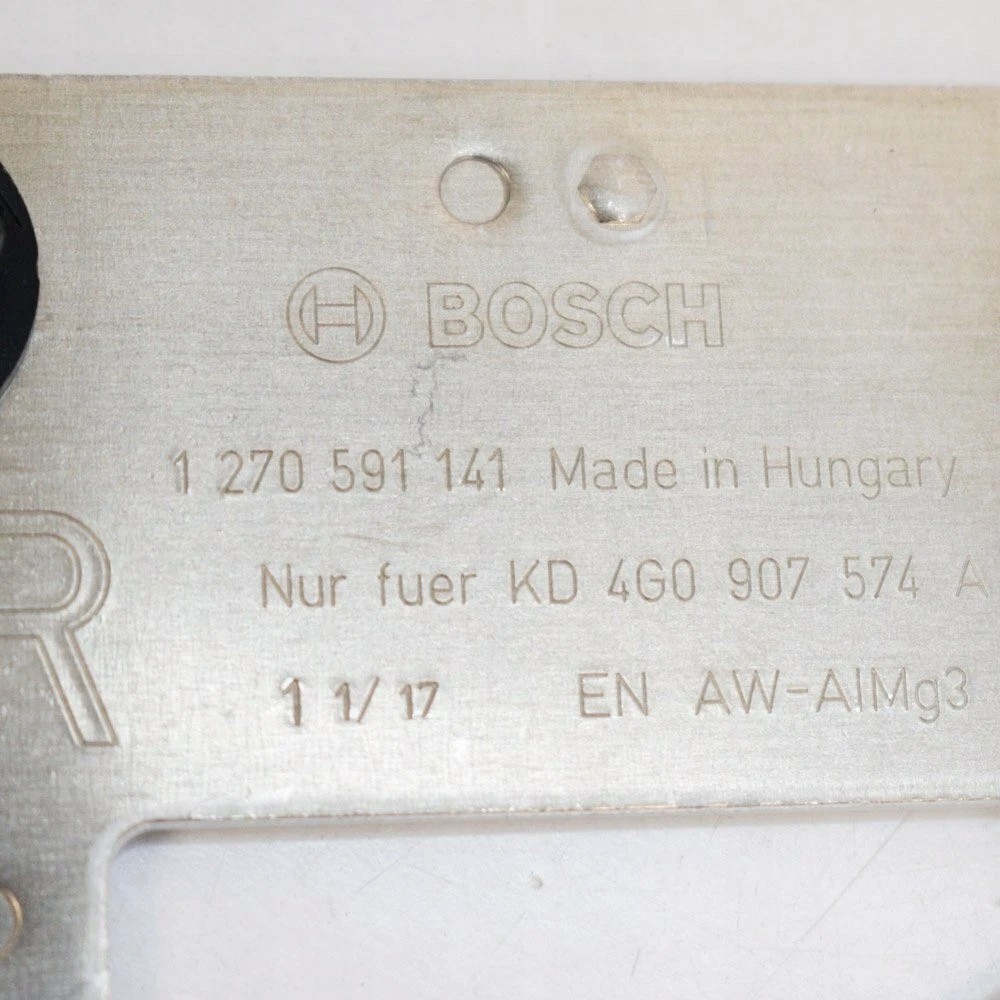 BOSCH
1 270 591 141 Made in Hungary
Nur fuer KD 4G0 907 574 A
R
1 1/ 17 EN AW-AlMg3